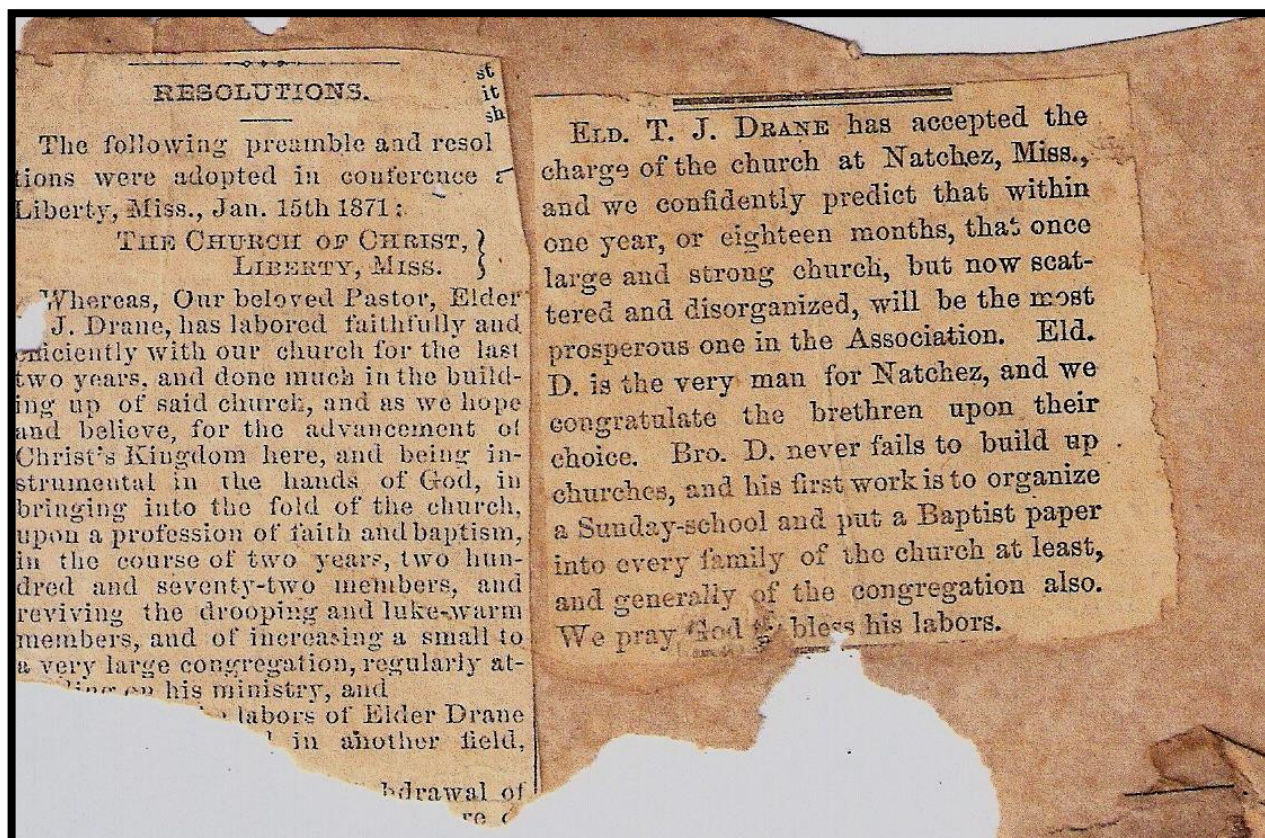 st
it
sh
RESOLUTIONS.
The following preamble and resol
tions were adopted in conference
Liberty, Miss., Jan. 15th 1871:
THE CHURCH OF CHRIST, }
LIBERTY, MISS.
Whereas, Our beloved Pastor, Elder
J. Drane, has labored faithfully and
efficiently with our church for the last
two years, and done much in the build-
ing up of said church, and as we hope
and believe, for the advancement of
Christ's Kingdom here, and being in-
strumental in the hands of God, in
bringing into the fold of the church,
upon a profession of faith and baptism,
in the course of two years, two hun-
dred and seventy-two members, and
reviving the drooping and luke-warm
members, and of increasing a small to
a very large congregation, regularly at-
on his ministry, and
labors of Elder Drane
in another field,
hdrawal of
re
ELD. T. J. DRANE has accepted the
charge of the church at Natchez, Miss.,
and we confidently predict that within
one year, or eighteen months, that once
large and strong church, but now scat-
tered and disorganized, will be the most
prosperous one in the Association. Eld.
D. is the very man for Natchez, and we
congratulate the brethren upon their
choice. Bro. D. never fails to build up
churches, and his first work is to organize
a Sunday-school and put a Baptist paper
into every family of the church at least,
and generally of the congregation also.
We pray God to bless his labors.